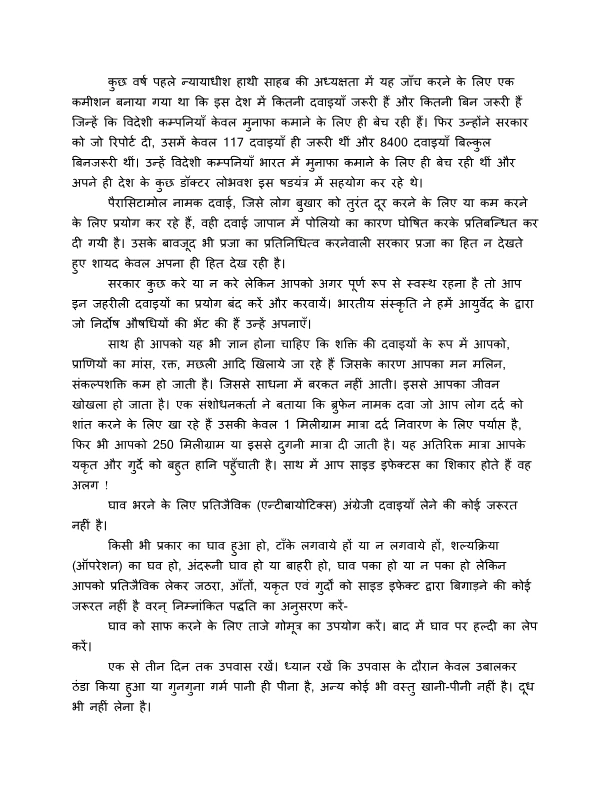 कुछ वर्ष पहले न्यायाधीश हाथी साहब की अध्यक्षता में यह जाँच करने के लिए एक
कमीशन बनाया गया था कि इस देश में कितनी दवाइयाँ जरूरी हैं और कितनी बिन जरूरी हैं
जिन्हें कि विदेशी कम्पनियाँ केवल मुनाफा कमाने के लिए ही बेच रही हैं। फिर उन्होंने सरकार
को जो रिपोर्ट दी, उसमें केवल 117 दवाइयाँ ही जरूरी थीं और 8400 दवाइयाँ बिल्कुल
बिनजरूरी थीं। उन्हें विदेशी कम्पनियाँ भारत में मुनाफा कमाने के लिए ही बेच रही थीं और
अपने ही देश के कुछ डॉक्टर लोभवश इस षडयंत्र में सहयोग कर रहे थे।
पैरासिटामोल नामक दवाई, जिसे लोग बुखार को तुरंत दूर करने के लिए या कम करने
के लिए प्रयोग कर रहे हैं, वही दवाई जापान में पोलियो का कारण घोषित करके प्रतिबन्धित कर
दी गयी है। उसके बावजूद भी प्रजा का प्रतिनिधित्व करनेवाली सरकार प्रजा का हित न देखते
हुए शायद केवल अपना ही हित देख रही है।
सरकार कुछ करे या न करे लेकिन आपको अगर पूर्ण रूप से स्वस्थ रहना है तो आप
इन जहरीली दवाइयों का प्रयोग बंद करें और करवायें। भारतीय संस्कृति ने हमें आयुर्वेद के द्वारा
जो निर्दोष औषधियों की भेंट की हैं उन्हें अपनाएँ।
साथ ही आपको यह भी ज्ञान होना चाहिए कि शक्ति की दवाइयों के रूप में आपको,
प्राणियों का मांस, रक्त, मछली आदि खिलाये जा रहे हैं जिसके कारण आपका मन मलिन,
संकल्पशक्ति कम हो जाती है। जिससे साधना में बरकत नहीं आती। इससे आपका जीवन
खोखला हो जाता है। एक संशोधनकर्ता ने बताया कि ब्रुफेन नामक दवा जो आप लोग दर्द को
शांत करने के लिए खा रहे हैं उसकी केवल 1 मिलीग्राम मात्रा दर्द निवारण के लिए पर्याप्त है,
फिर भी आपको 250 मिलीग्राम या इससे दुगनी मात्रा दी जाती है। यह अतिरिक्त मात्रा आपके
यकृत और गुर्दे को बहुत हानि पहुँचाती है। साथ में आप साइड इफेक्टस का शिकार होते हैं वह
अलग !
घाव भरने के लिए प्रतिजैविक (एन्टीबायोटिक्स) अंग्रेजी दवाइयाँ लेने की कोई जरूरत
नहीं है।
किसी भी प्रकार का घाव हुआ हो, टाँके लगवाये हों या न लगवाये हों, शल्यक्रिया
(ऑपरेशन) का घव हो, अंदरूनी घाव हो या बाहरी हो, घाव पका हो या न पका हो लेकिन
आपको प्रतिजैविक लेकर जठरा, आँतों, यकृत एवं गुर्दों को साइड इफेक्ट द्वारा बिगाड़ने की कोई
जरूरत नहीं है वरन् निम्नांकित पद्धति का अनुसरण करें-
घाव को साफ करने के लिए ताजे गोमूत्र का उपयोग करें। बाद में घाव पर हल्दी का लेप
करें।
एक से तीन दिन तक उपवास रखें। ध्यान रखें कि उपवास के दौरान केवल उबालकर
ठंडा किया हुआ या गुनगुना गर्म पानी ही पीना है, अन्य कोई भी वस्तु खानी-पीनी नहीं है। दूध
भी नहीं लेना है।